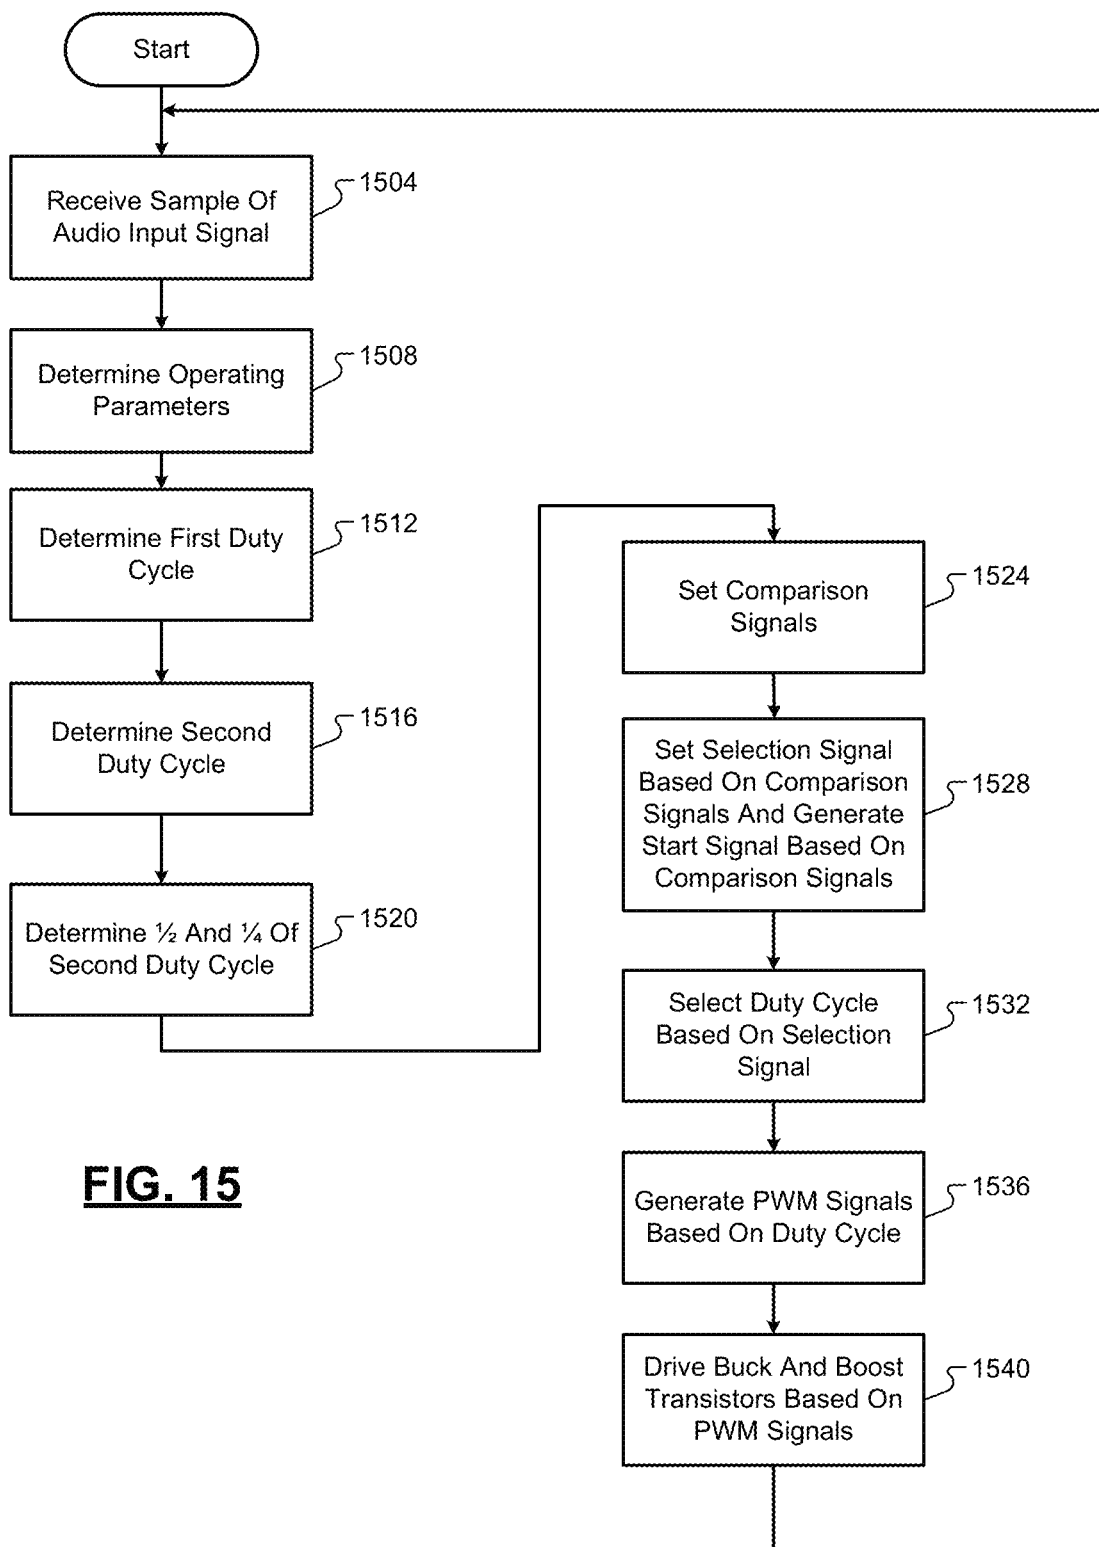 Start
Receive Sample Of
Audio Input Signal
1504
Determine Operating
Parameters
1508
Determine First Duty
Cycle
1512
Determine Second
Duty Cycle
1516
Determine ½ And ¼ Of
Second Duty Cycle
1520
Set Comparison
Signals
1524
Set Selection Signal
Based On Comparison
Signals And Generate
Start Signal Based On
Comparison Signals
1528
Select Duty Cycle
Based On Selection
Signal
1532
Generate PWM Signals
Based On Duty Cycle
1536
Drive Buck And Boost
Transistors Based On
PWM Signals
1540
FIG. 15